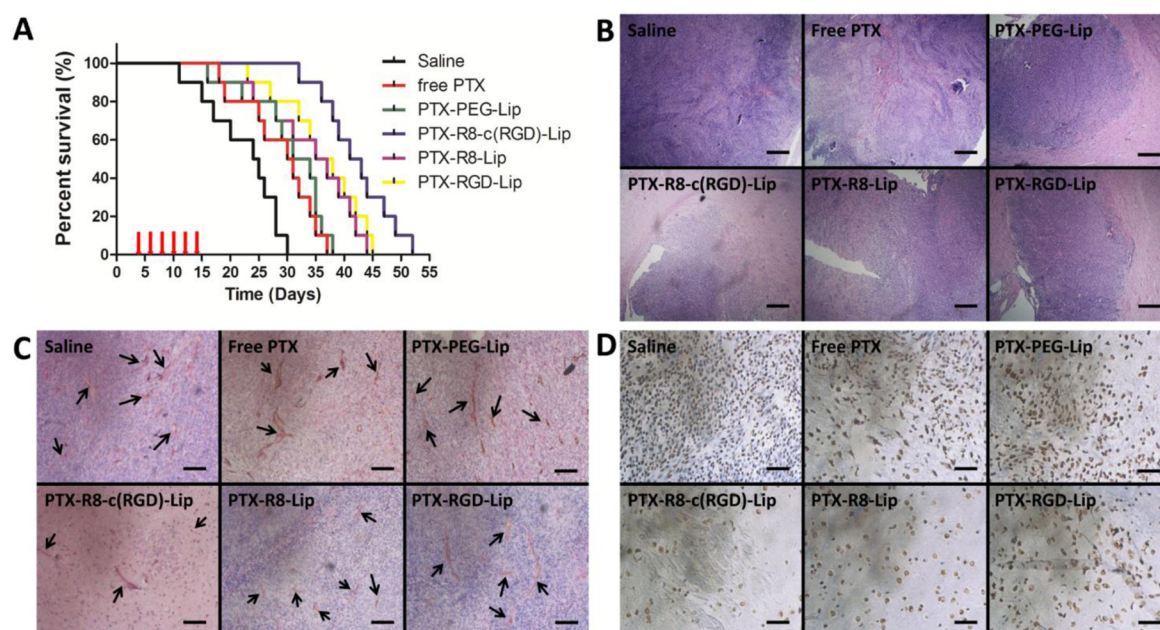 A
Percent survival (%)
100
80
60
40
20
0
0 5 10 15 20 25 30 35 40 45 50 55
Time (Days)
Saline
free PTX
PTX-PEG-Lip
PTX-R8-c(RGD)-Lip
PTX-R8-Lip
PTX-RGD-Lip
B
Saline Free PTX PTX-PEG-Lip
PTX-R8-c(RGD)-Lip PTX-R8-Lip PTX-RGD-Lip
C
Saline Free PTX PTX-PEG-Lip
PTX-R8-c(RGD)-Lip PTX-R8-Lip PTX-RGD-Lip
D
Saline Free PTX PTX-PEG-Lip
PTX-R8-c(RGD)-Lip PTX-R8-Lip PTX-RGD-Lip